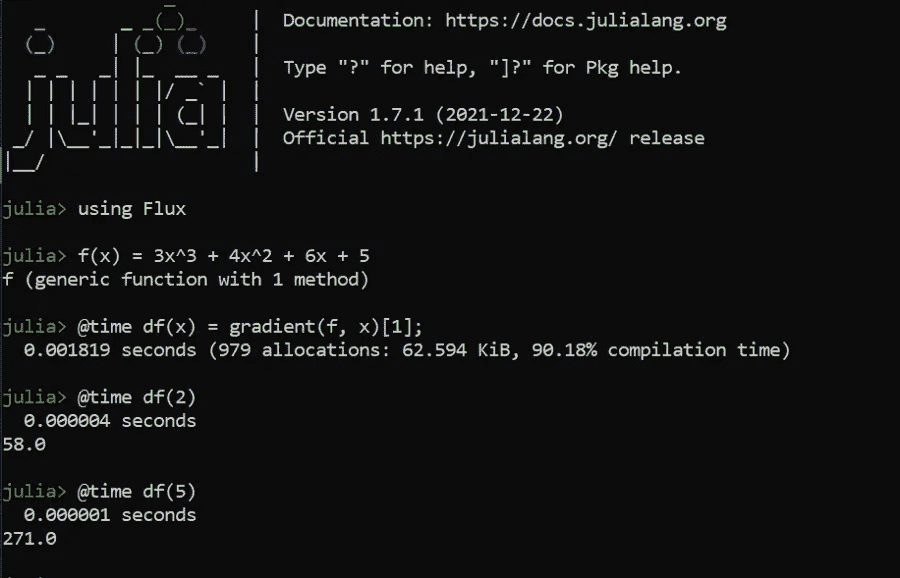 Documentation: https://docs.julialang.org
Type "?" for help, "]?" for Pkg help.
Version 1.7.1 (2021-12-22)
Official https://julialang.org/ release
julia> using Flux
julia> f(x) = 3x^3 + 4x^2 + 6x + 5
f (generic function with 1 method)
julia> @time df(x) = gradient(f, x)[1];
  0.001819 seconds (979 allocations: 62.594 KiB, 90.18% compilation time)
julia> @time df(2)
  0.000004 seconds
58.0
julia> @time df(5)
  0.000001 seconds
271.0